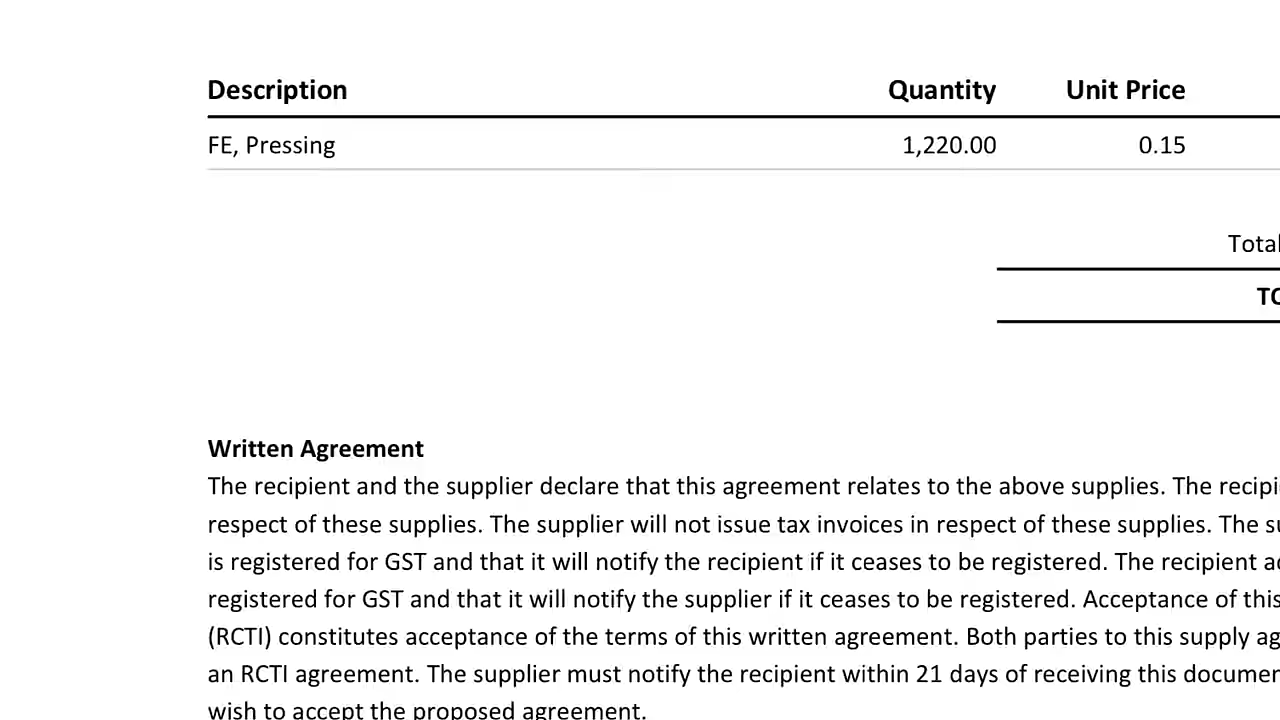 Description Quantity Unit Price
FE, Pressing 1,220.00 0.15
Total
Written Agreement
The recipient and the supplier declare that this agreement relates to the above supplies. The
respect of these supplies. The supplier will not issue tax invoices in respect of these supplies. The
is registered for GST and that it will notify the recipient if it ceases to be registered. The recipient
registered for GST and that it will notify the supplier if it ceases to be registered. Acceptance of this
(RCTI) constitutes acceptance of the terms of this written agreement. Both parties to this supply
an RCTI agreement. The supplier must notify the recipient within 21 days of receiving this
wish to accept the proposed agreement.